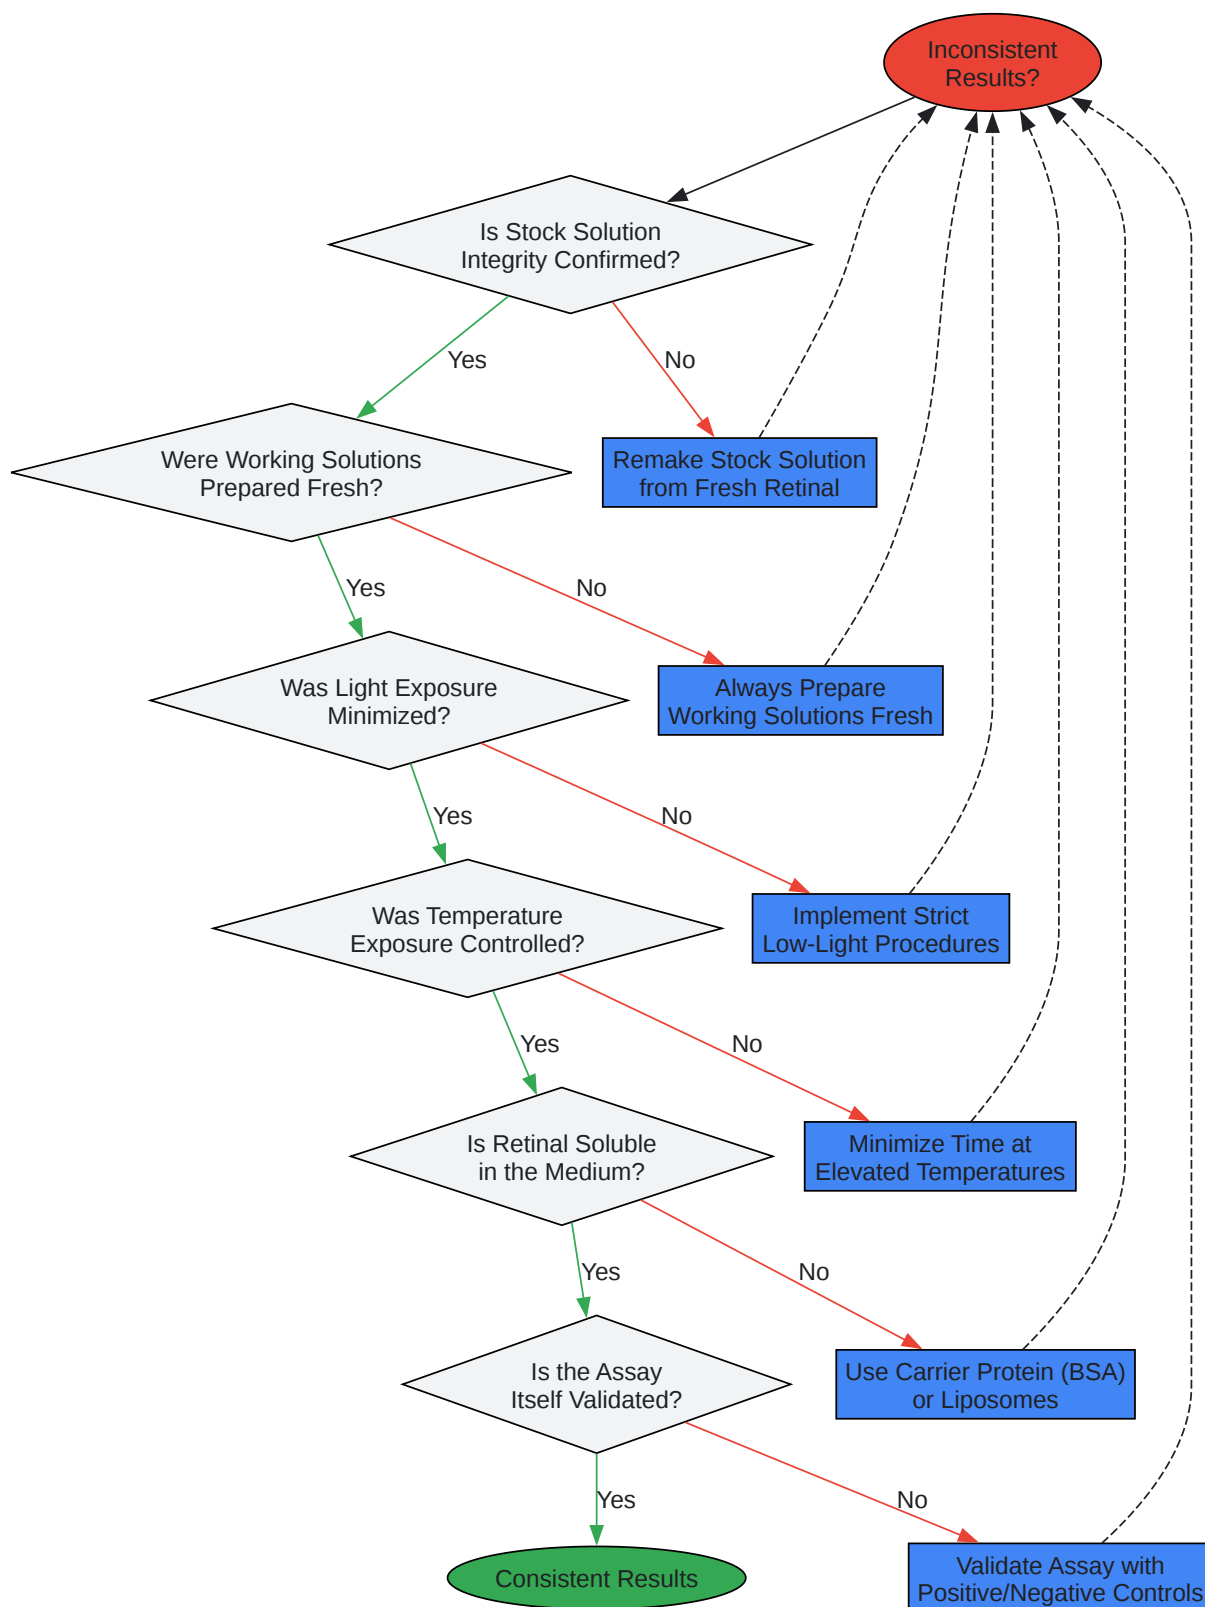 Inconsistent
Results?
Is Stock Solution
Integrity Confirmed?
Yes
No
Were Working Solutions
Prepared Fresh?
Remake Stock Solution
from Fresh Retinal
Yes
No
Was Light Exposure
Minimized?
Always Prepare
Working Solutions Fresh
Yes
No
Was Temperature
Exposure Controlled?
Implement Strict
Low-Light Procedures
Yes
No
Is Retinal Soluble
in the Medium?
Minimize Time at
Elevated Temperatures
Yes
No
Is the Assay
Itself Validated?
Use Carrier Protein (BSA)
or Liposomes
Yes
No
Consistent Results
Validate Assay with
Positive/Negative Controls